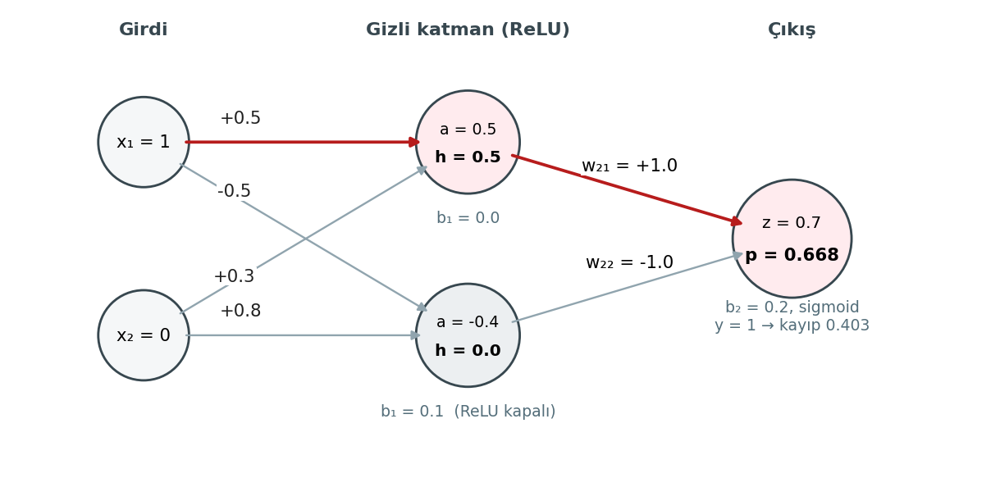 Girdi
Gizli katman (ReLU)
Çıkış
x₁ = 1
+0.5
-0.5
a = 0.5
h = 0.5
b₁ = 0.0
w₂₁ = +1.0
z = 0.7
p = 0.668
b₂ = 0.2, sigmoid
y = 1 → kayıp 0.403
x₂ = 0
+0.3
+0.8
a = -0.4
h = 0.0
b₁ = 0.1 (ReLU kapalı)
w₂₂ = -1.0